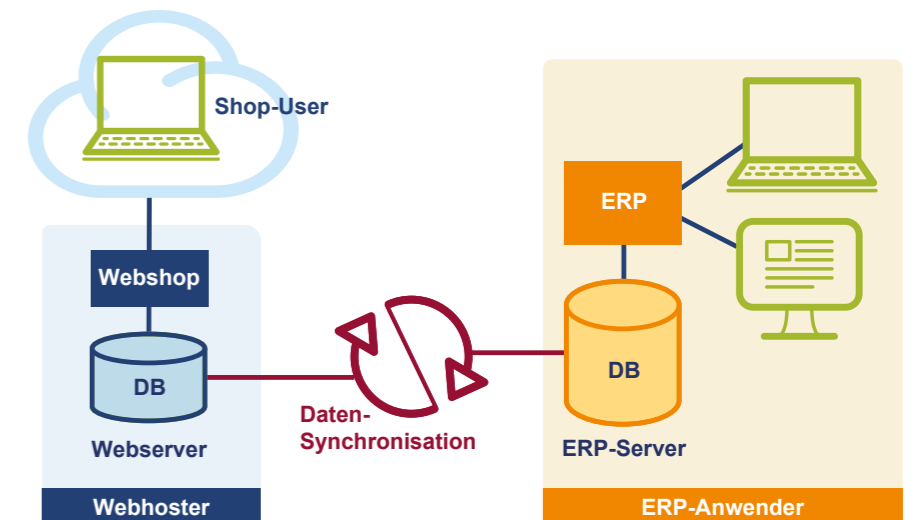 Shop-User
Webshop
DB
Webserver
Webhoster
Daten-
Synchronisation
ERP
DB
ERP-Server
ERP-Anwender